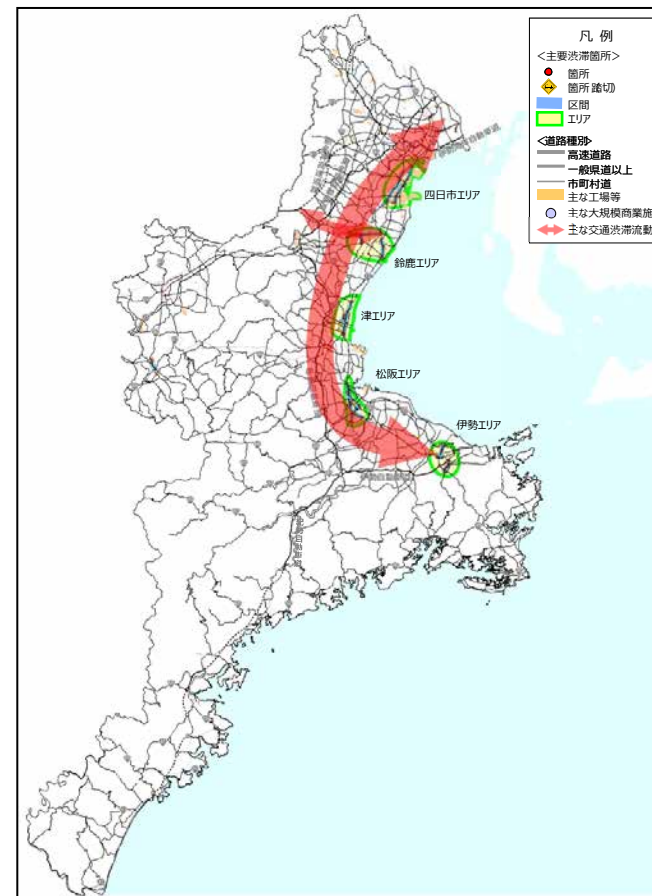 凡 例
<主要渋滞箇所>
箇所
箇所(踏切)
区間
エリア
<道路種別>
高速道路
一般県道以上
市町村道
主な工場等
主な大規模商業施
主な交通渋滞流動
四日市エリア
鈴鹿エリア
津エリア
松阪エリア
伊勢エリア